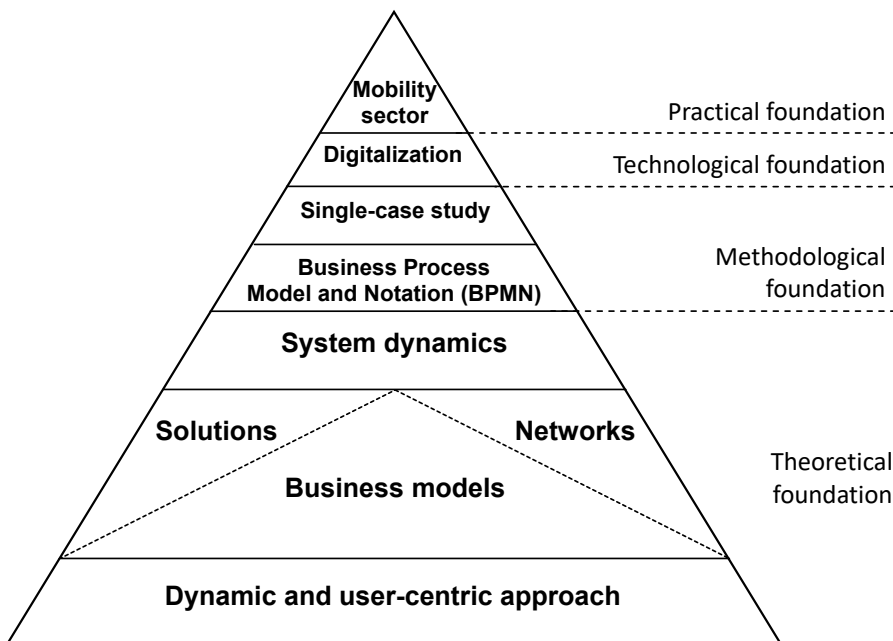 Mobility
sector
Practical foundation
Digitalization
Technological foundation
Single-case study
Methodological
foundation
Business Process
Model and Notation (BPMN)
System dynamics
Solutions
Networks
Business models
Theoretical
foundation
Dynamic and user-centric approach